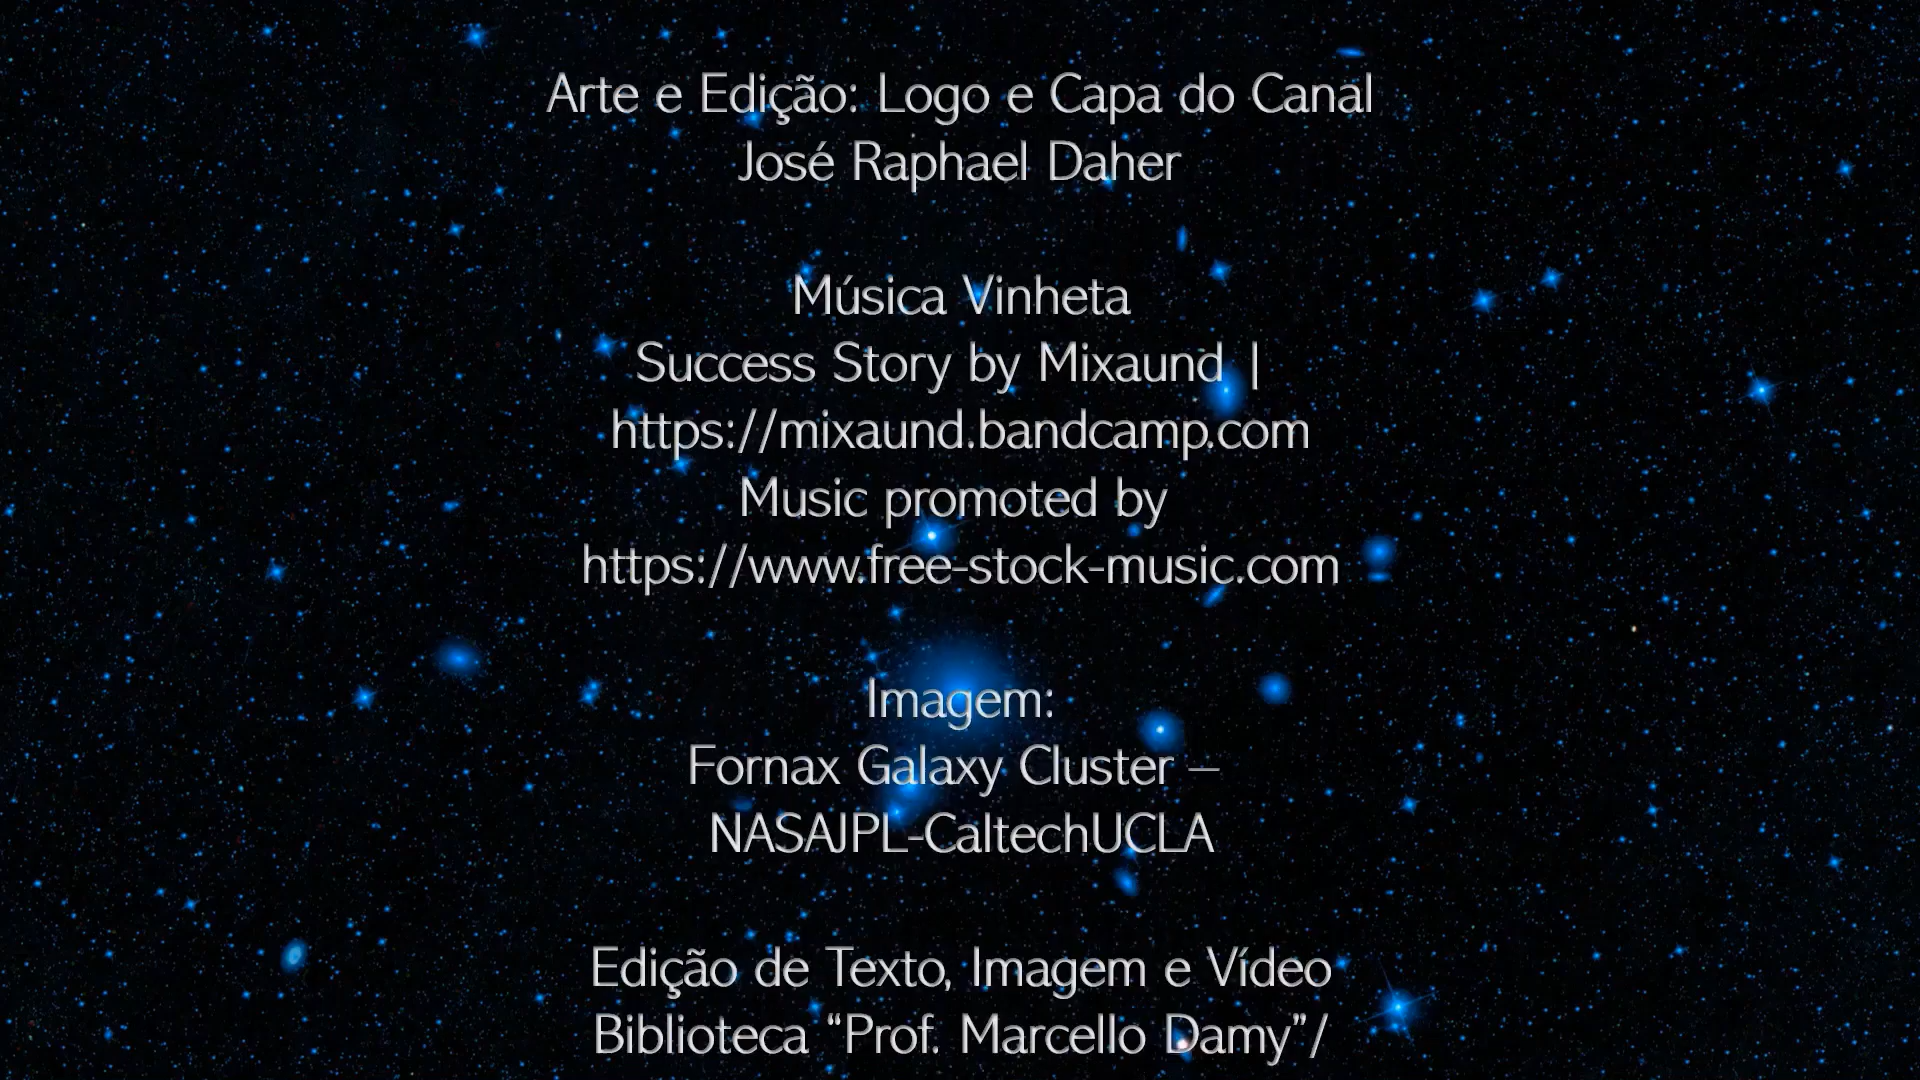 Arte e Edição: Logo e Capa do Canal
José Raphael Daher
Música Vinheta
Success Story by Mixaund |
https://mixaund.bandcamp.com
Music promoted by
https://www.free-stock-music.com
Imagem:
Fornax Galaxy Cluster –
NASAJPL-CaltechUCLA
Edição de Texto, Imagem e Vídeo
Biblioteca “Prof. Marcello Damy”/